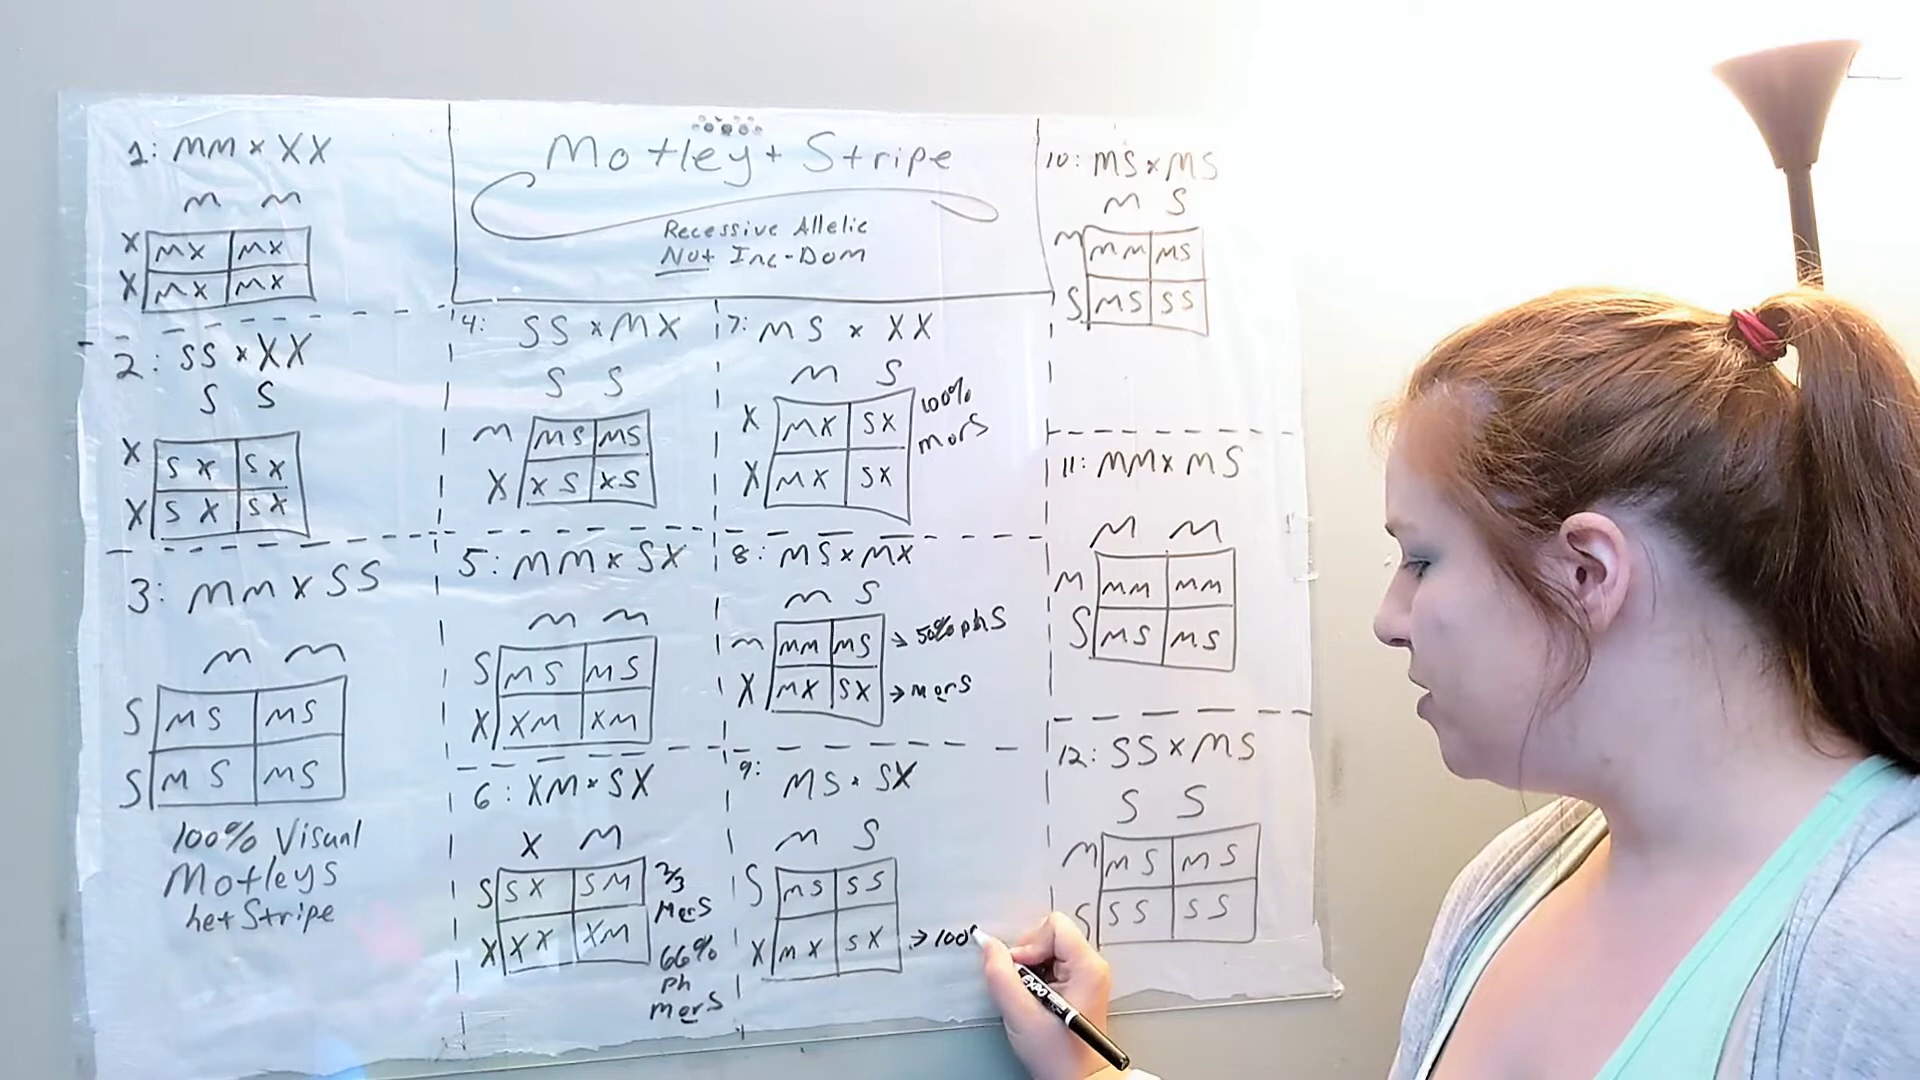 1: MM x XX
M M
X MX MX
X MX MX
2: SS x XX
S S
X SX SX
X SX SX
3: MM x SS
M M
S MS MS
S MS MS
100% Visual
Motleys
het Stripe
Motley + Stripe
Recessive Allelic
Not Inc-Dom
4: SS x MX
S S
M MS MS
X XS XS
5: MM x SX
M M
S MS MS
X XM XM
6: XM x SX
X M
S SX SM
X XX XM
2/3
MorS
66%
ph
MorS
7: MS x XX
M S
X MX SX
X MX SX
100%
MorS
8: MS x MX
M S
M MM MS → 50% ph S
X MX SX → MorS
9: MS x SX
M S
S MS SS
X MX SX → 100%
10: MS x MS
M S
M MM MS
S MS SS
11: MM x MS
M M
M MM MM
S MS MS
12: SS x MS
S S
M MS MS
S SS SS
EXPO